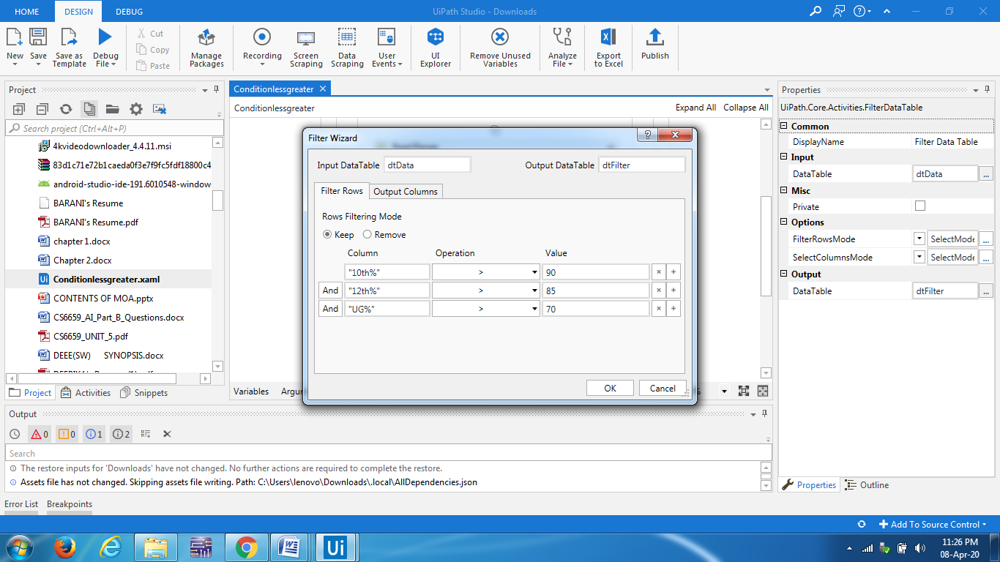 HOME DESIGN DEBUG UiPath Studio - Downloads
New Save Save as Template Debug File Cut Copy Paste Manage Packages Recording Screen Scraping Data Scraping User Events UI Explorer Remove Unused Variables Analyze File Export to Excel Publish
Project
Search project (Ctrl+Alt+P)
4kvideodownloader_4.4.11.msi
83d1c71e72b1caeda0f3e7f9fc5fdf18800c4
android-studio-ide-191.6010548-window
BARANI's Resume
BARANI's Resume.pdf
chapter 1.docx
Chapter 2.docx
Conditionlessgreater.xaml
CONTENTS OF MOA.pptx
CS6659_AI_Part_B_Questions.docx
CS6659_UNIT_5.pdf
DEEE(SW) SYNOPSIS.docx
Project Activities Snippets
Conditionlessgreater
Conditionlessgreater Expand All Collapse All
Filter Wizard
Input DataTable dtData Output DataTable dtFilter
Filter Rows Output Columns
Rows Filtering Mode
Keep Remove
Column Operation Value
"10th%" > 90
And "12th%" > 85
And "UG%" > 70
OK Cancel
Variables Argu
Properties
UiPath.Core.Activities.FilterDataTable
Common
DisplayName Filter Data Table
Input
DataTable dtData ...
Misc
Private
Options
FilterRowsMode SelectMode ...
SelectColumnsMode SelectMode ...
Output
DataTable dtFilter ...
Properties Outline
Output
0 0 1 2
Search
The restore inputs for 'Downloads' have not changed. No further actions are required to complete the restore.
Assets file has not changed. Skipping assets file writing. Path: C:\Users\lenovo\Downloads\.local\AllDependencies.json
Error List Breakpoints
Add To Source Control
Ui
11:26 PM
08-Apr-20